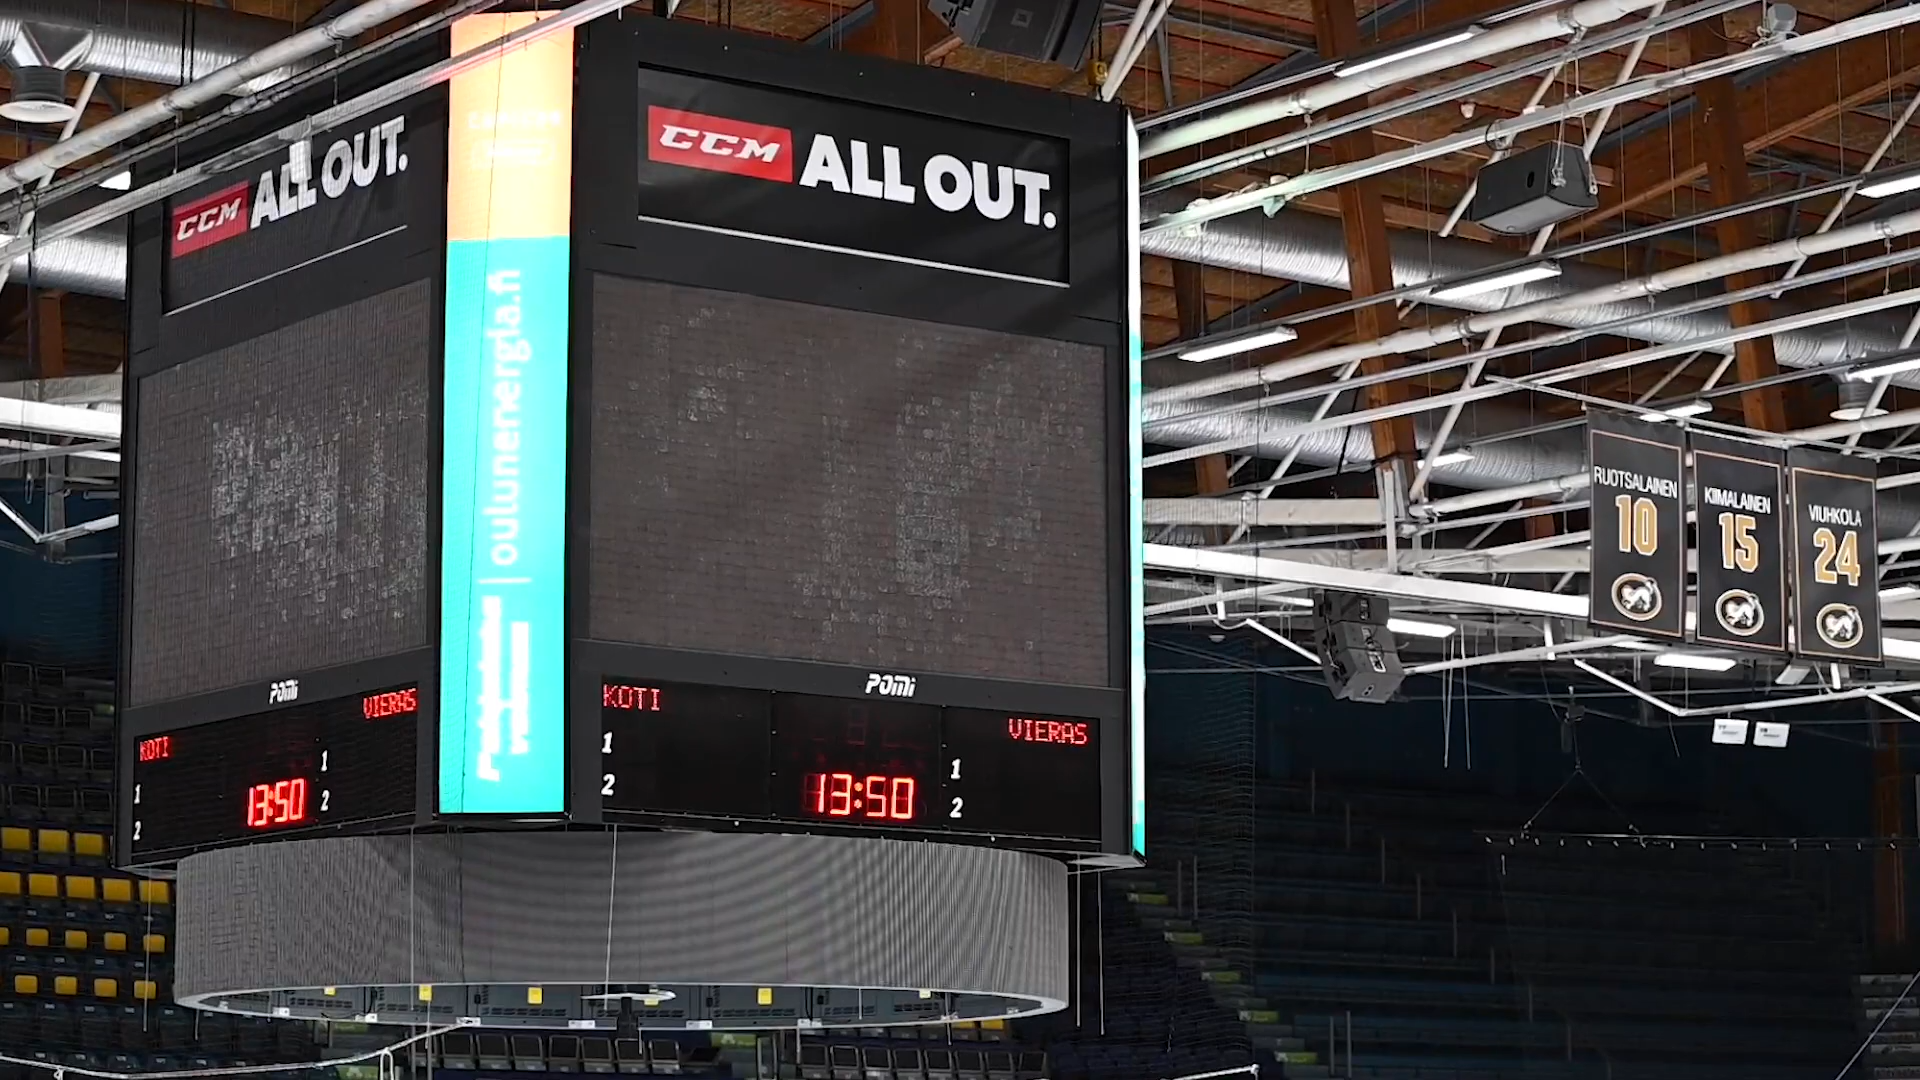 CCM ALL OUT.
CCM ALL OUT.
| oulunenergia.fi
POMi
KOTI
VIERAS
1
2
13:50
1
2
POMi
KOTI
VIERAS
1
2
13:50
1
2
RUOTSALAINEN
10
KIIMALAINEN
15
VIUHKOLA
24